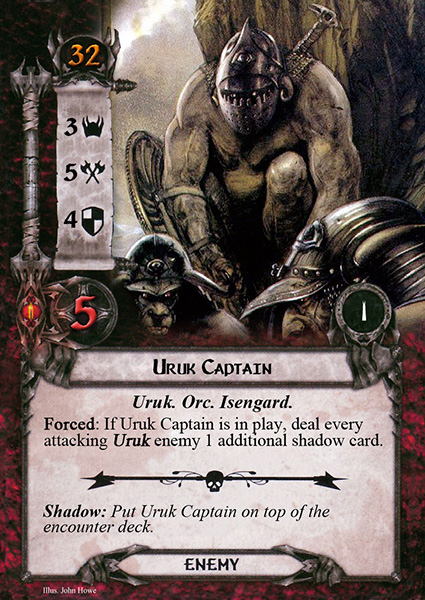 32
3
5
4
5
Uruk Captain
Uruk. Orc. Isengard.
Forced: If Uruk Captain is in play, deal every
attacking Uruk enemy 1 additional shadow card.
Shadow: Put Uruk Captain on top of the
encounter deck.
ENEMY
Illus. John Howe